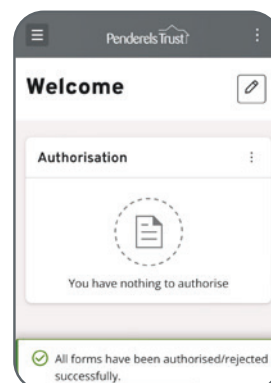 Penderels Trust
Welcome
Authorisation
You have nothing to authorise
All forms have been authorised/rejected
successfully.